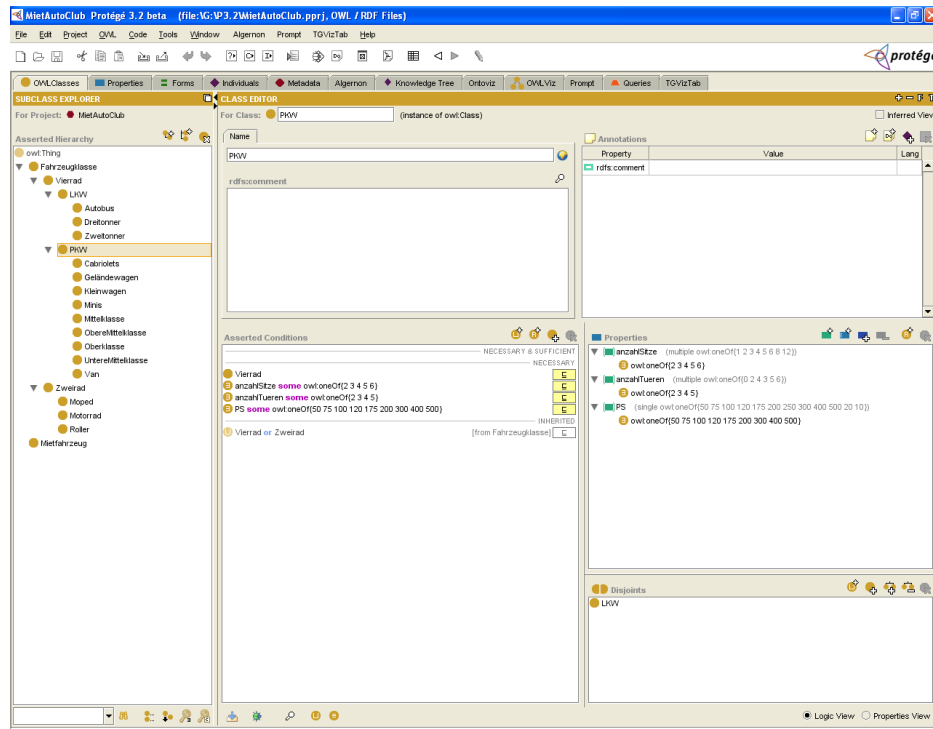 MietAutoClub Protégé 3.2 beta (file:\G:\P3.2\MietAutoClub.pprj, OWL / RDF Files)
File Edit Project OWL Code Tools Window Algernon Prompt TGVizTab Help
protégé
OWLClasses Properties Forms Individuals Metadata Algernon Knowledge Tree Ontoviz OWLViz Prompt Queries TGVizTab
SUBCLASS EXPLORER
For Project: MietAutoClub
Asserted Hierarchy
owl:Thing
Fahrzeugklasse
Vierrad
LKW
Autobus
Dreitonner
Zweitonner
PKW
Cabriolets
Geländewagen
Kleinwagen
Minis
Mittelklasse
ObereMittelklasse
Oberklasse
UntereMittelklasse
Van
Zweirad
Moped
Motorrad
Roller
Mietfahrzeug
CLASS EDITOR
For Class: PKW (instance of owl:Class)
Inferred View
Name
PKW
rdfs:comment
Annotations
Property Value Lang
rdfs:comment
Asserted Conditions
NECESSARY & SUFFICIENT
NECESSARY
Vierrad
anzahlSitze some owl:oneOf{2 3 4 5 6}
anzahlTueren some owl:oneOf{2 3 4 5}
PS some owl:oneOf{50 75 100 120 175 200 300 400 500}
INHERITED
Vierrad or Zweirad [from Fahrzeugklasse]
Properties
anzahlSitze (multiple owl:oneOf{1 2 3 4 5 6 8 12})
owl:oneOf{2 3 4 5 6}
anzahlTueren (multiple owl:oneOf{0 2 4 3 5 6})
owl:oneOf{2 3 4 5}
PS (single owl:oneOf{50 75 100 120 175 200 250 300 400 500 20 10})
owl:oneOf{50 75 100 120 175 200 300 400 500}
Disjoints
LKW
Logic View Properties View